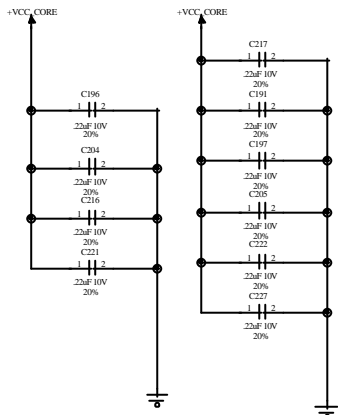 +VCC_CORE
C196
1 2
.22uF 10V
20%
C204
1 2
.22uF 10V
20%
C216
1 2
.22uF 10V
20%
C221
1 2
.22uF 10V
20%
+VCC_CORE
C217
1 2
.22uF 10V
20%
C191
1 2
.22uF 10V
20%
C197
1 2
.22uF 10V
20%
C205
1 2
.22uF 10V
20%
C222
1 2
.22uF 10V
20%
C227
1 2
.22uF 10V
20%